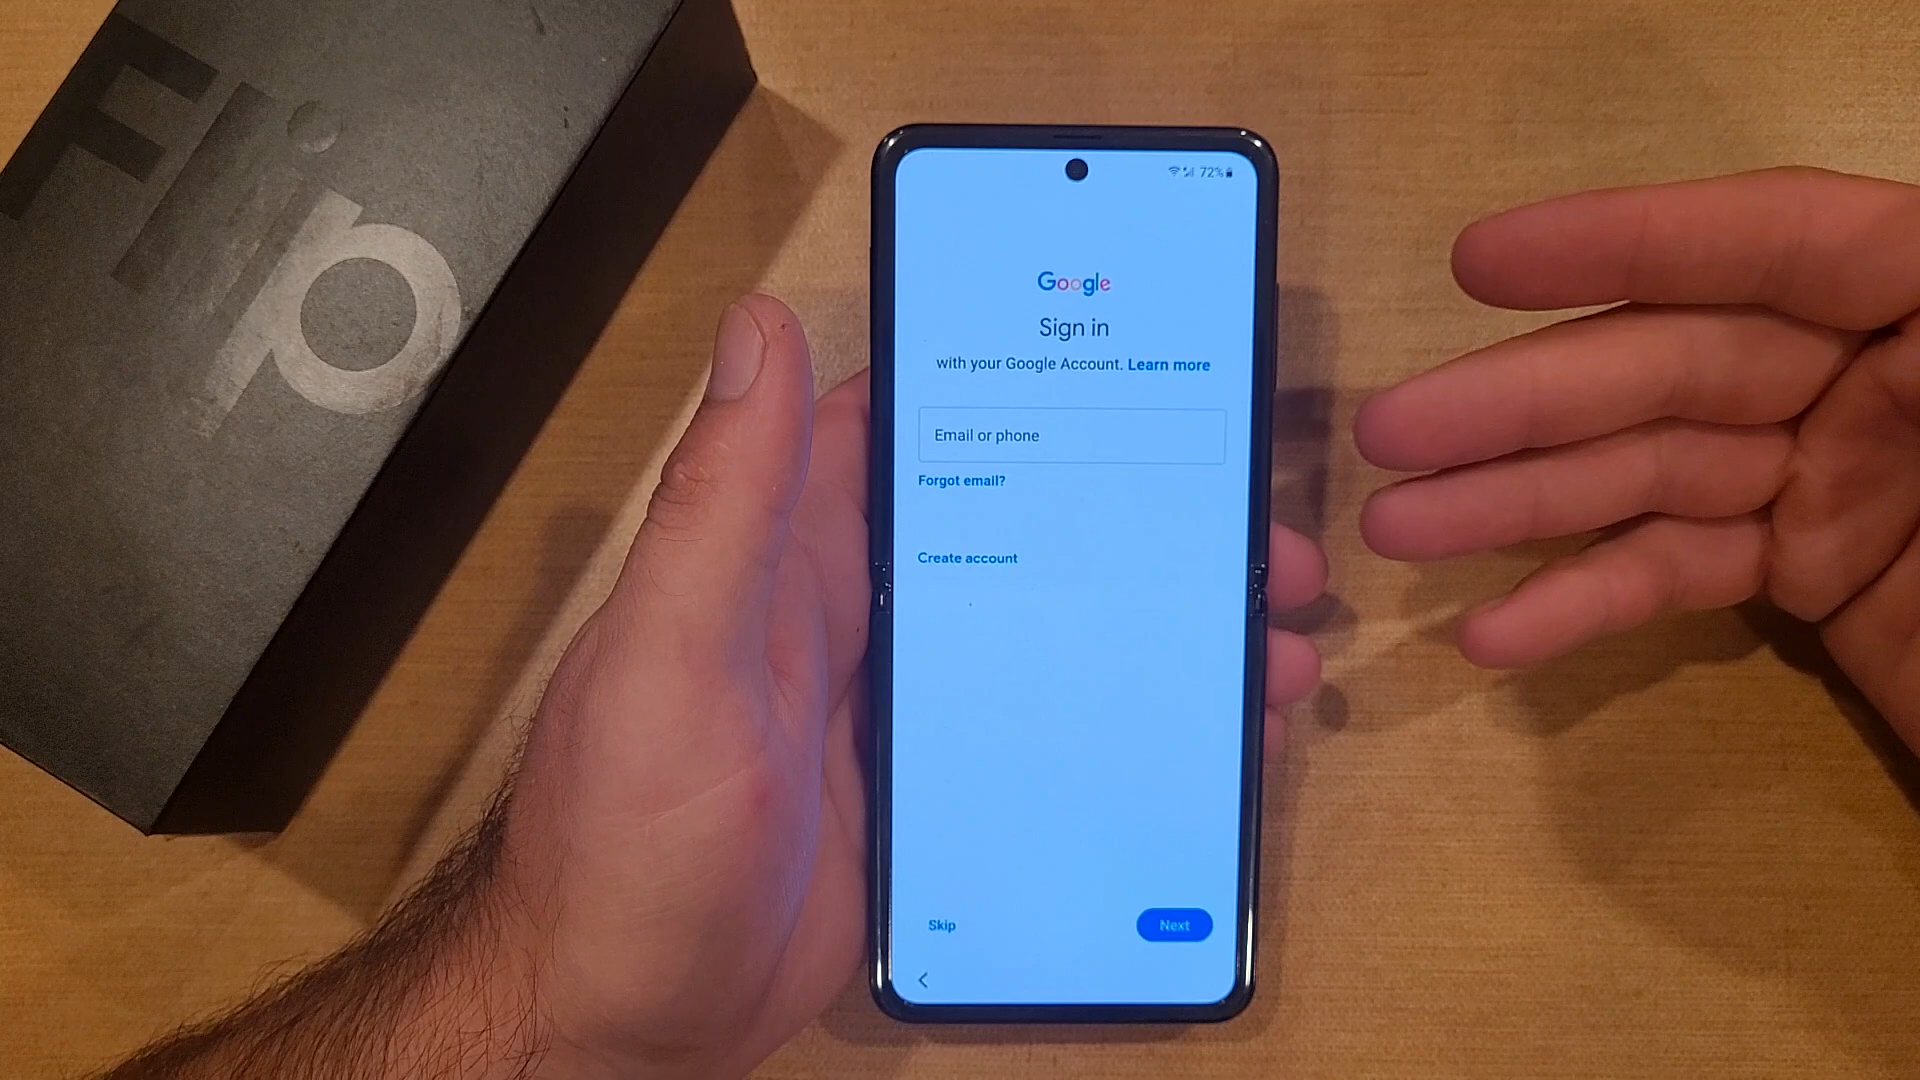 Flip
72%
Google
Sign in
with your Google Account. Learn more
Email or phone
Forgot email?
Create account
Skip
Next